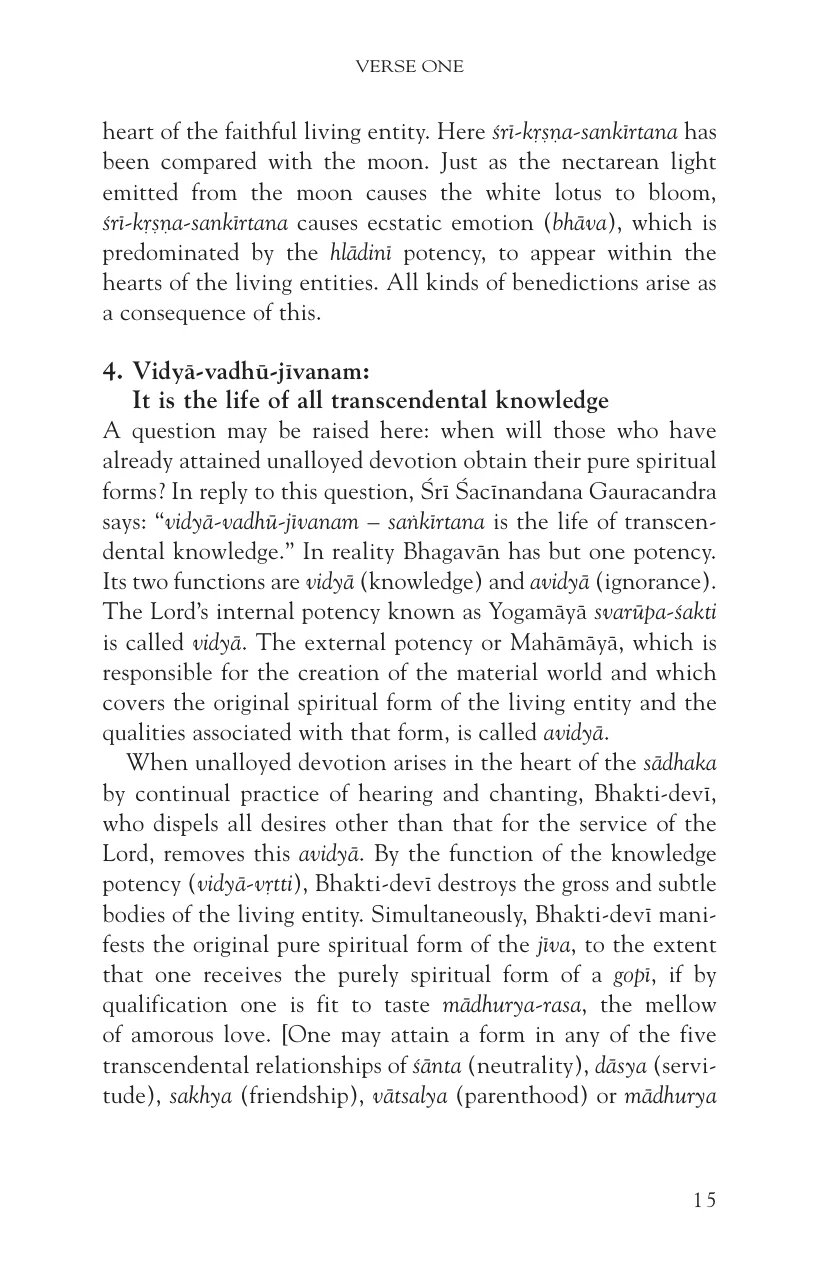 VERSE ONE
heart of the faithful living entity. Here śrī-kṛṣṇa-sankīrtana has
been compared with the moon. Just as the nectarean light
emitted from the moon causes the white lotus to bloom,
śrī-kṛṣṇa-sankīrtana causes ecstatic emotion (bhāva), which is
predominated by the hlādinī potency, to appear within the
hearts of the living entities. All kinds of benedictions arise as
a consequence of this.
4. Vidyā-vadhū-jīvanam:
It is the life of all transcendental knowledge
A question may be raised here: when will those who have
already attained unalloyed devotion obtain their pure spiritual
forms? In reply to this question, Śrī Śacīnandana Gauracandra
says: “vidyā-vadhū-jīvanam – saṅkīrtana is the life of transcen-
dental knowledge.” In reality Bhagavān has but one potency.
Its two functions are vidyā (knowledge) and avidyā (ignorance).
The Lord’s internal potency known as Yogamāyā svarūpa-śakti
is called vidyā. The external potency or Mahāmāyā, which is
responsible for the creation of the material world and which
covers the original spiritual form of the living entity and the
qualities associated with that form, is called avidyā.
When unalloyed devotion arises in the heart of the sādhaka
by continual practice of hearing and chanting, Bhakti-devī,
who dispels all desires other than that for the service of the
Lord, removes this avidyā. By the function of the knowledge
potency (vidyā-vṛtti), Bhakti-devī destroys the gross and subtle
bodies of the living entity. Simultaneously, Bhakti-devī mani-
fests the original pure spiritual form of the jīva, to the extent
that one receives the purely spiritual form of a gopī, if by
qualification one is fit to taste mādhurya-rasa, the mellow
of amorous love. [One may attain a form in any of the five
transcendental relationships of śānta (neutrality), dāsya (servi-
tude), sakhya (friendship), vātsalya (parenthood) or mādhurya
15